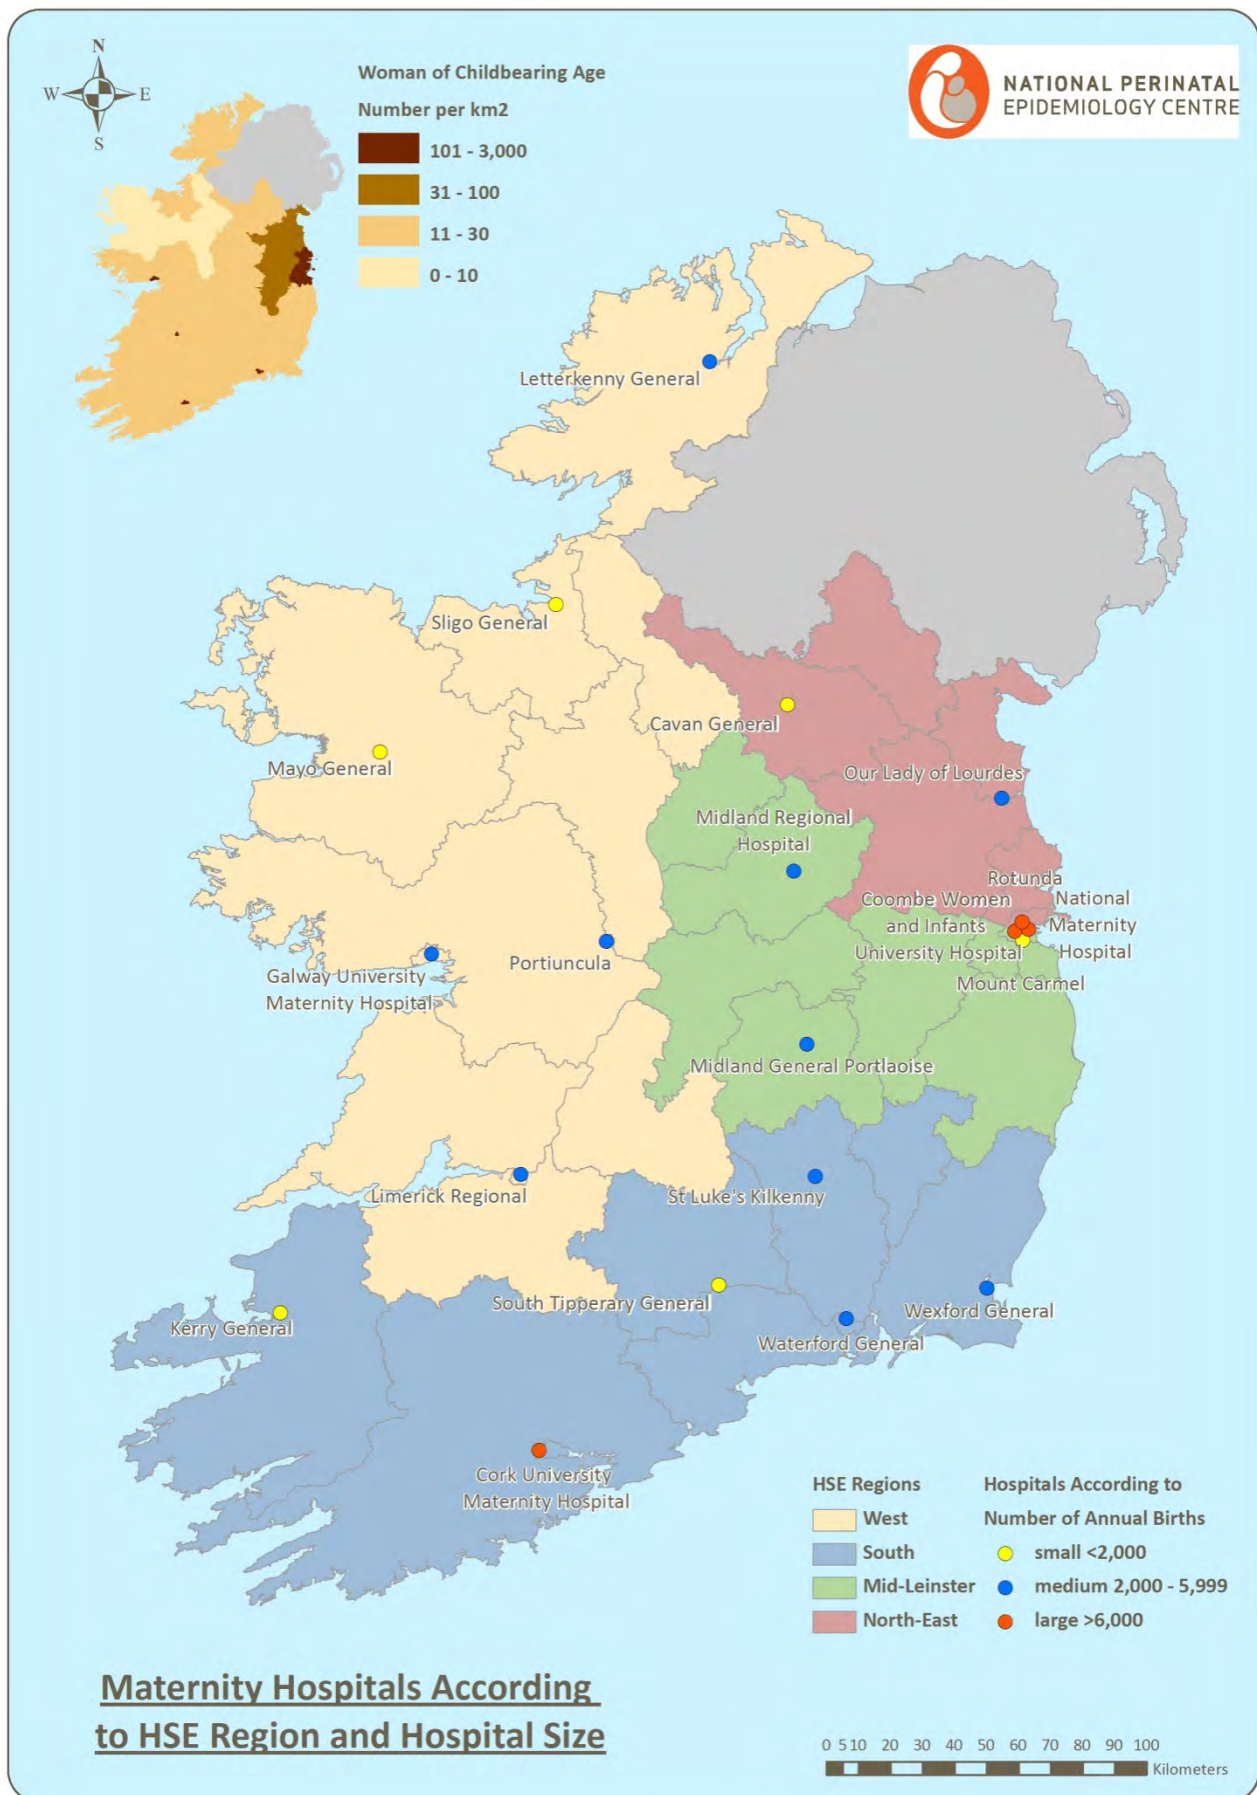 N
W
E
S
Woman of Childbearing Age
Number per km2
101 - 3,000
31 - 100
11 - 30
0 - 10
NATIONAL PERINATAL
EPIDEMIOLOGY CENTRE
Letterkenny General
Sligo General
Cavan General
Mayo General
Our Lady of Lourdes
Midland Regional
Hospital
Rotunda
Coombe Women
and Infants
University Hospital
National
Maternity
Hospital
Mount Carmel
Galway University
Maternity Hospital
Portiuncula
Midland General Portlaoise
Limerick Regional
St Luke's Kilkenny
South Tipperary General
Kerry General
Wexford General
Waterford General
Cork University
Maternity Hospital
HSE Regions
West
South
Mid-Leinster
North-East
Hospitals According to
Number of Annual Births
small <2,000
medium 2,000 - 5,999
large >6,000
Maternity Hospitals According
to HSE Region and Hospital Size
0 5 10 20 30 40 50 60 70 80 90 100
Kilometers